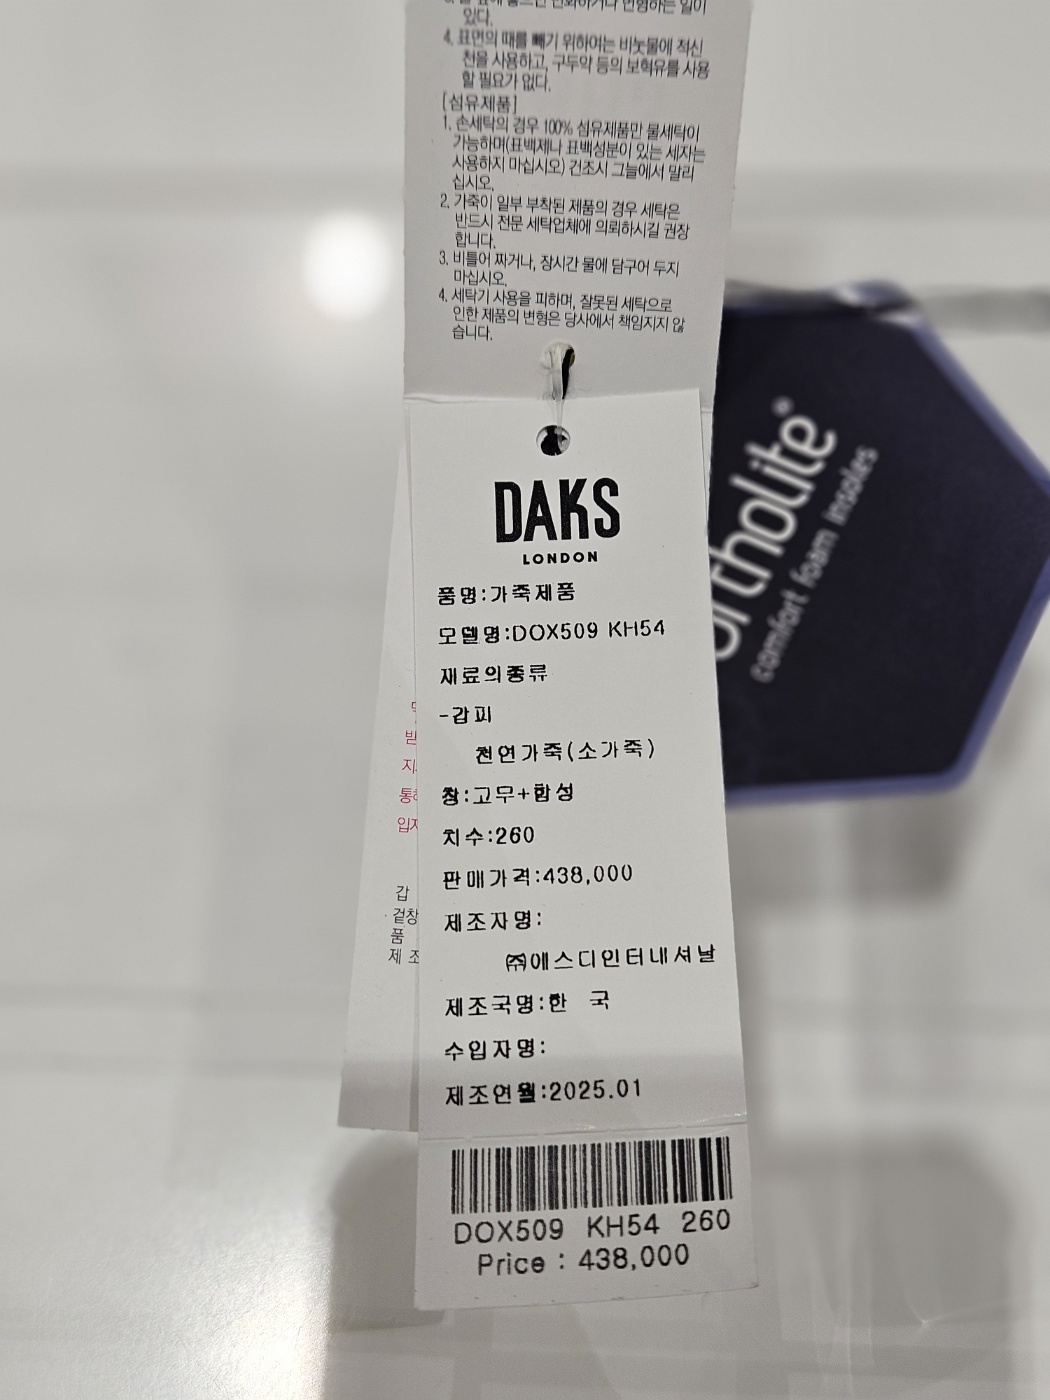 있다.
4. 표면의 때를 빼기 위하여는 비눗물에 적신
천을 사용하고, 구두약 등의 보혁유를 사용
할 필요가 없다.
[섬유제품]
1. 손세탁의 경우 100% 섬유제품만 물세탁이
가능하며(표백제나 표백성분이 있는 세자는
사용하지 마십시오) 건조시 그늘에서 말리
십시오.
2. 가죽이 일부 부착된 제품의 경우 세탁은
반드시 전문 세탁업체에 의뢰하시길 권장
합니다.
3. 비틀어 짜거나, 장시간 물에 담구어 두지
마십시오.
4. 세탁기 사용을 피하며, 잘못된 세탁으로
인한 제품의 변형은 당사에서 책임지지 않
습니다.
DAKS
LONDON
품명:가죽제품
모델명:DOX509 KH54
재료의종류
-갑피
천연가죽(소가죽)
창:고무+합성
치수:260
판매가격:438,000
제조자명:
㈜에스디인터내셔날
제조국명:한 국
수입자명:
제조연월:2025.01
DOX509 KH54 260
Price : 438,000
ortholite®
comfort foam insoles
갑
겉창
품
제 조